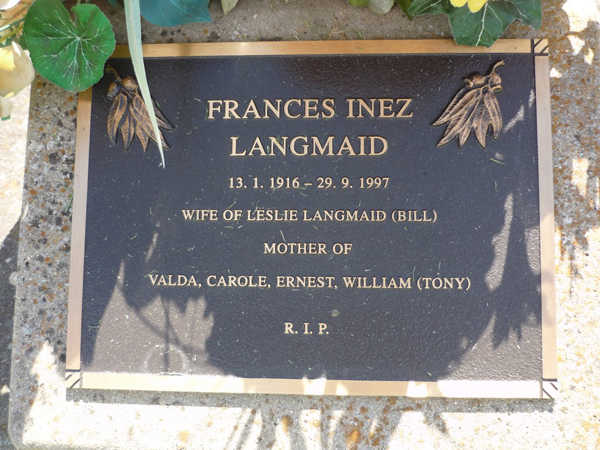 FRANCES INEZ
LANGMAID
13. 1. 1916 – 29. 9. 1997
WIFE OF LESLIE LANGMAID (BILL)
MOTHER OF
VALDA, CAROLE, ERNEST, WILLIAM (TONY)
R. I. P.